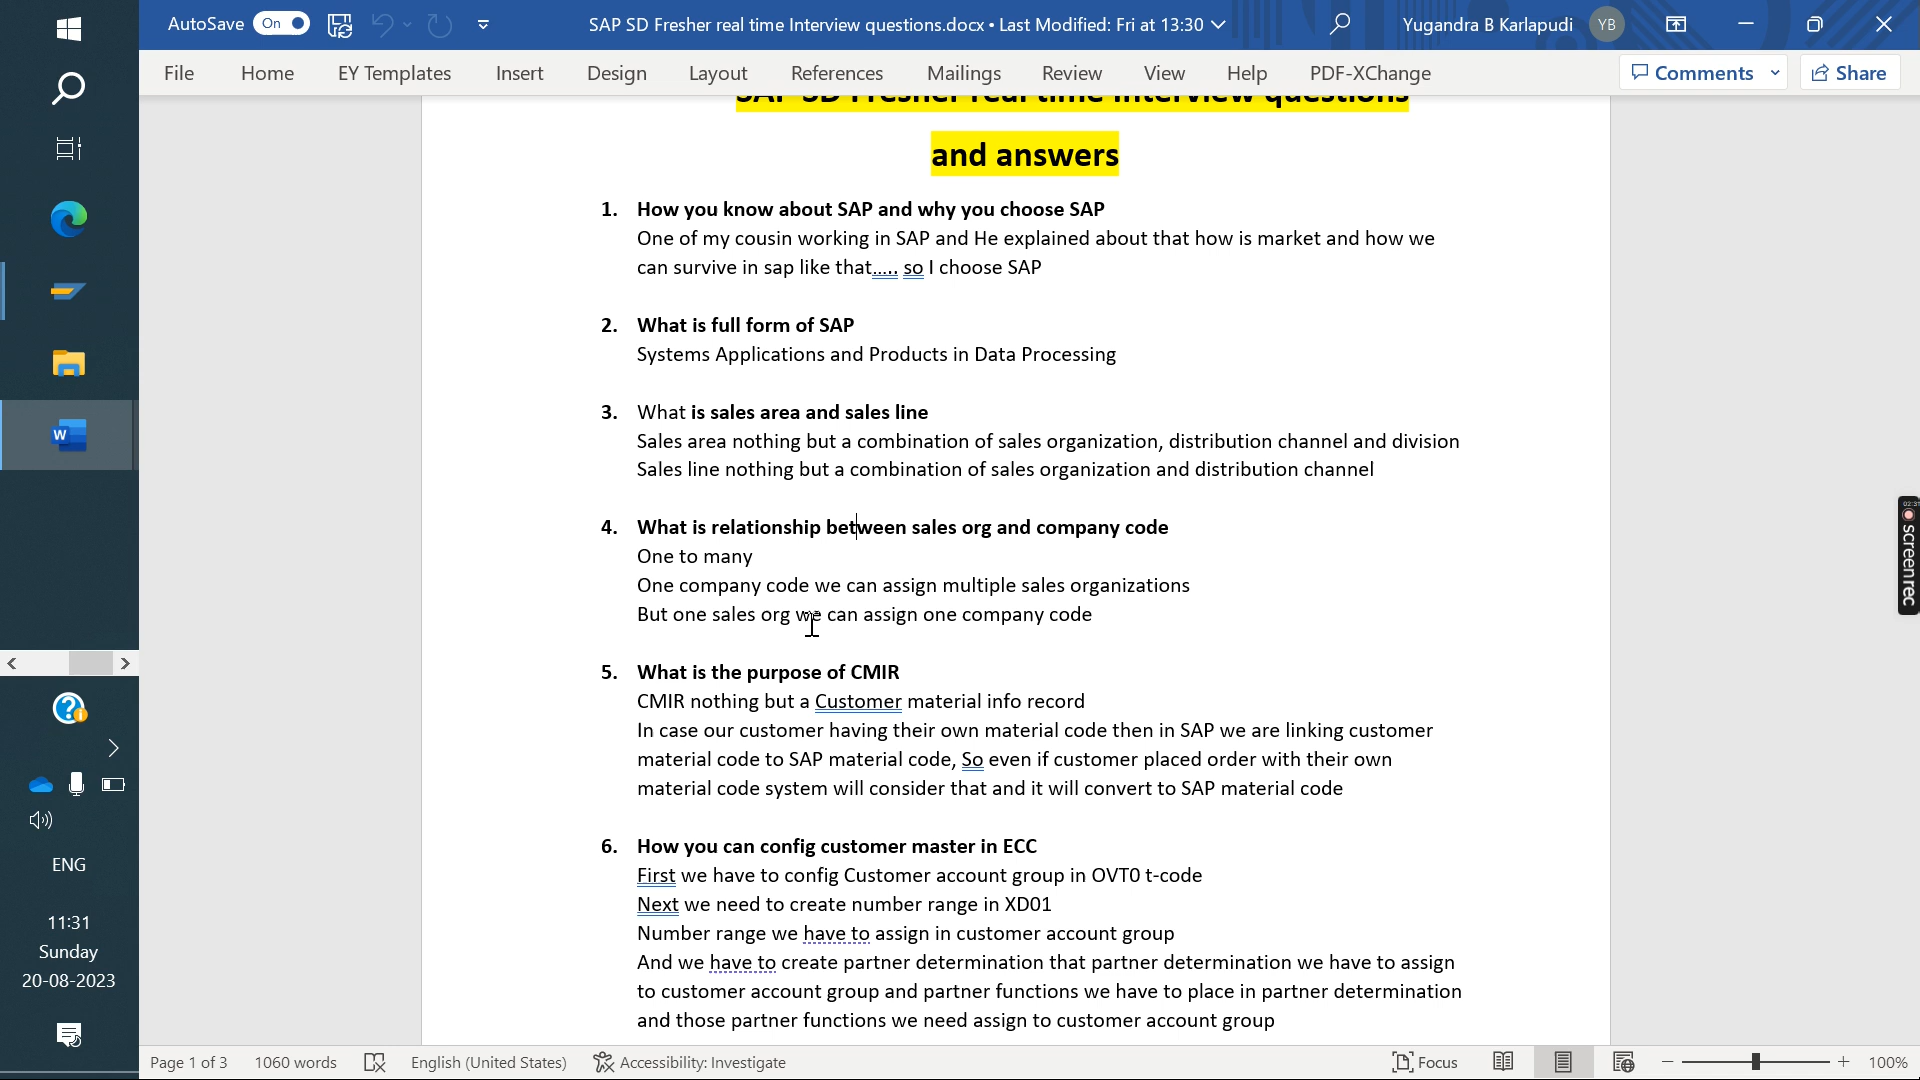 AutoSave On
SAP SD Fresher real time Interview questions.docx • Last Modified: Fri at 13:30
Yugandra B Karlapudi YB
File Home EY Templates Insert Design Layout References Mailings Review View Help PDF-XChange Comments Share
SAP SD Fresher real time Interview questions
and answers
1. How you know about SAP and why you choose SAP
One of my cousin working in SAP and He explained about that how is market and how we
can survive in sap like that….. so I choose SAP
2. What is full form of SAP
Systems Applications and Products in Data Processing
3. What is sales area and sales line
Sales area nothing but a combination of sales organization, distribution channel and division
Sales line nothing but a combination of sales organization and distribution channel
4. What is relationship between sales org and company code
One to many
One company code we can assign multiple sales organizations
But one sales org we can assign one company code
5. What is the purpose of CMIR
CMIR nothing but a Customer material info record
In case our customer having their own material code then in SAP we are linking customer
material code to SAP material code, So even if customer placed order with their own
material code system will consider that and it will convert to SAP material code
6. How you can config customer master in ECC
First we have to config Customer account group in OVT0 t-code
Next we need to create number range in XD01
Number range we have to assign in customer account group
And we have to create partner determination that partner determination we have to assign
to customer account group and partner functions we have to place in partner determination
and those partner functions we need assign to customer account group
W
ENG
11:31
Sunday
20-08-2023
screenrec
Page 1 of 3 1060 words English (United States) Accessibility: Investigate Focus 100%